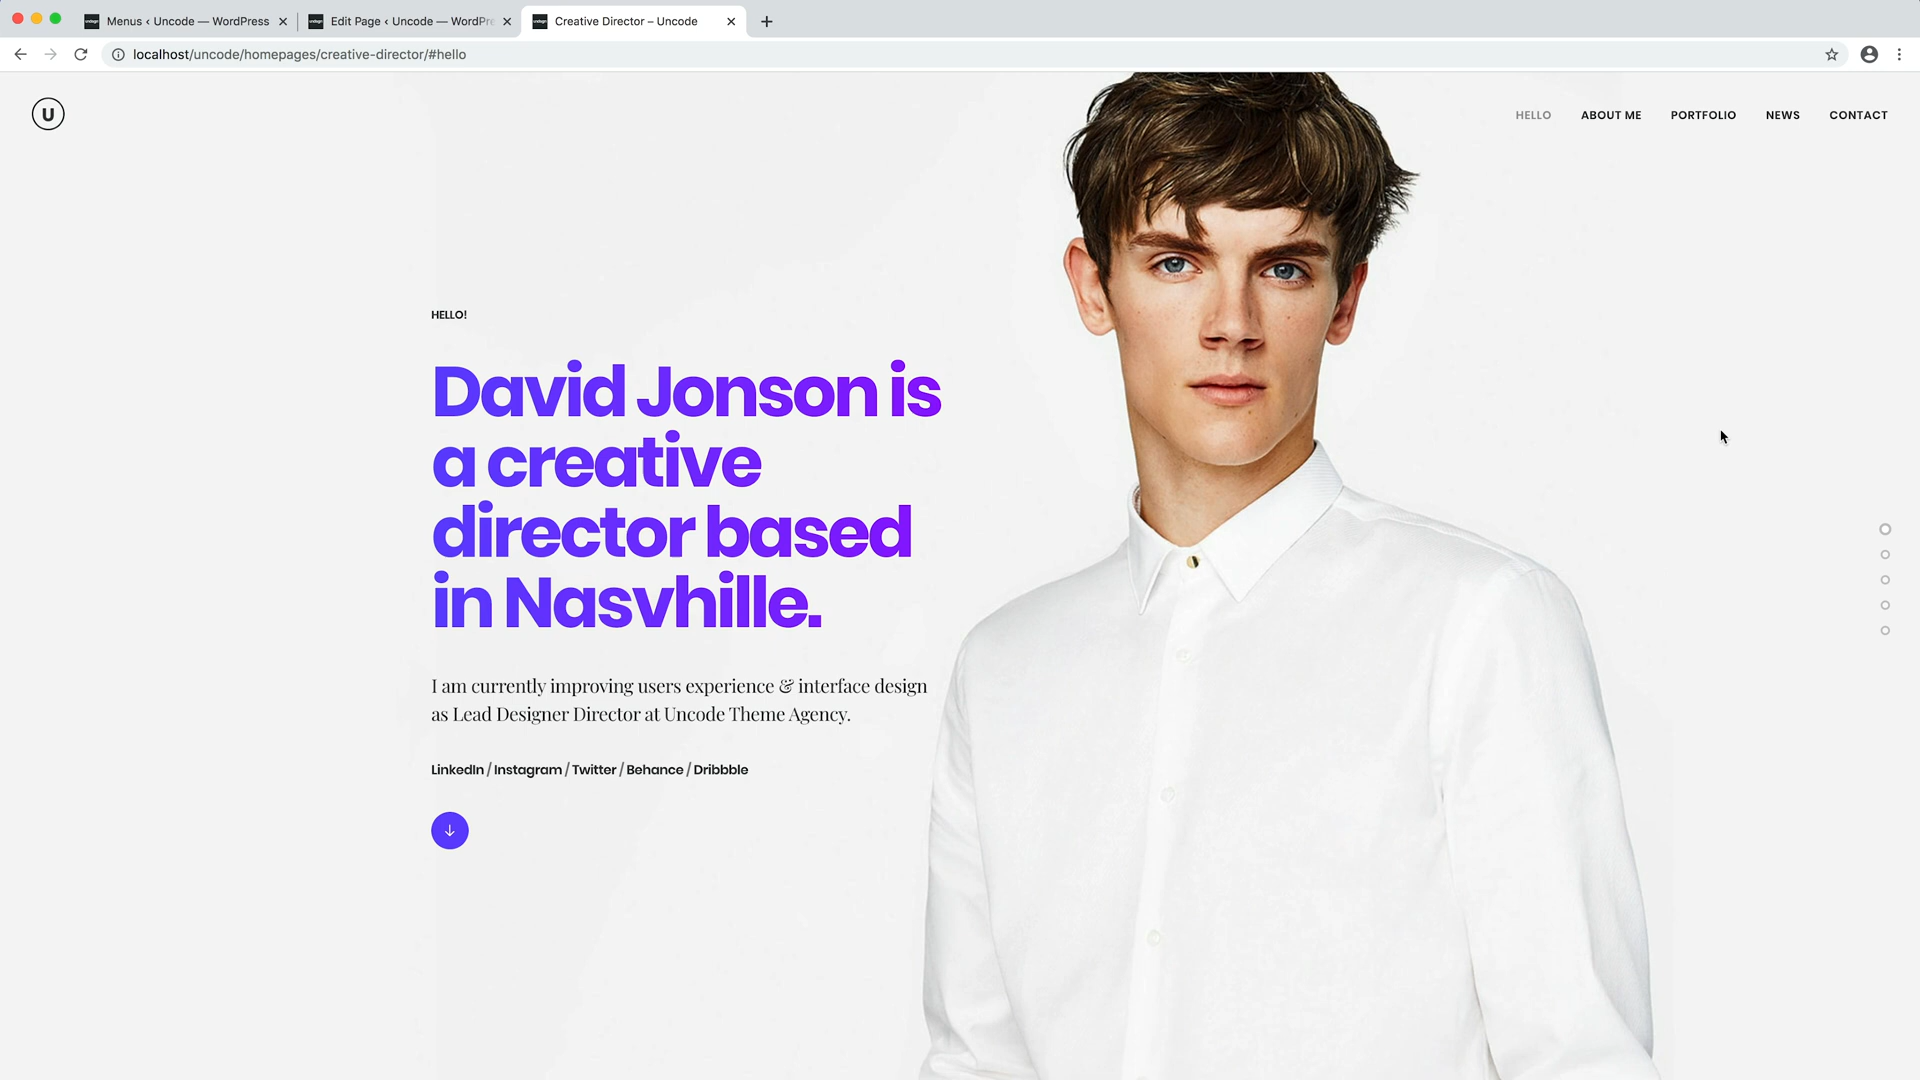 Menus ‹ Uncode — WordPress
Edit Page ‹ Uncode — WordPre
Creative Director – Uncode
localhost/uncode/homepages/creative-director/#hello
U
HELLO ABOUT ME PORTFOLIO NEWS CONTACT
HELLO!
David Jonson is
a creative
director based
in Nasvhille.
I am currently improving users experience & interface design
as Lead Designer Director at Uncode Theme Agency.
LinkedIn / Instagram / Twitter / Behance / Dribbble